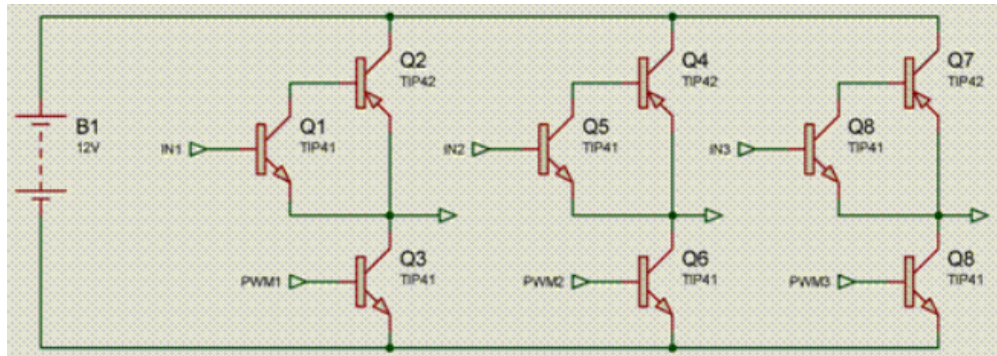 Q2
TIP42
Q4
TIP42
Q7
TIP42
B1
12V
Q1
TIP41
IN1
Q5
TIP41
IN2
Q8
TIP41
IN3
Q3
TIP41
PWM1
Q6
TIP41
PWM2
Q8
TIP41
PWM3